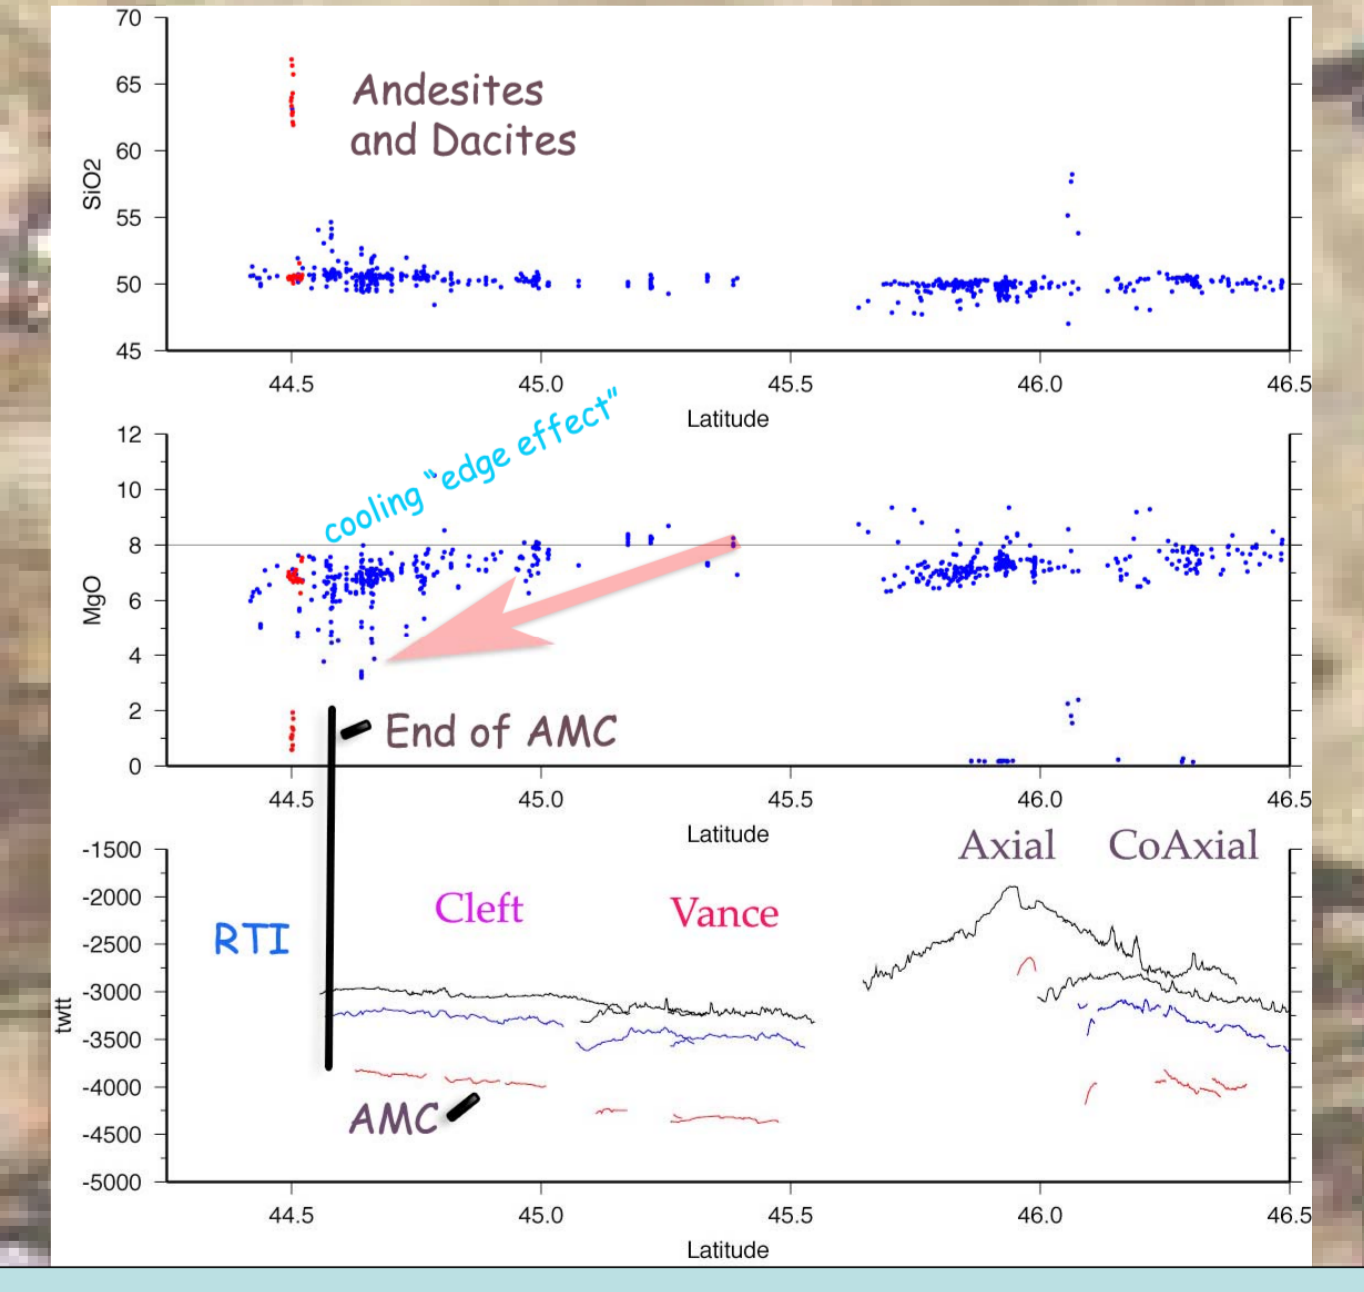 70
65
60
55
50
45
SiO2
Andesites
and Dacites
44.5 45.0 45.5 46.0 46.5
Latitude
cooling "edge effect"
12
10
8
6
4
2
0
MgO
End of AMC
44.5 45.0 45.5 46.0 46.5
Latitude
Axial CoAxial
Cleft Vance
RTI
-1500
-2000
-2500
-3000
-3500
-4000
-4500
-5000
twtt
AMC
44.5 45.0 45.5 46.0 46.5
Latitude